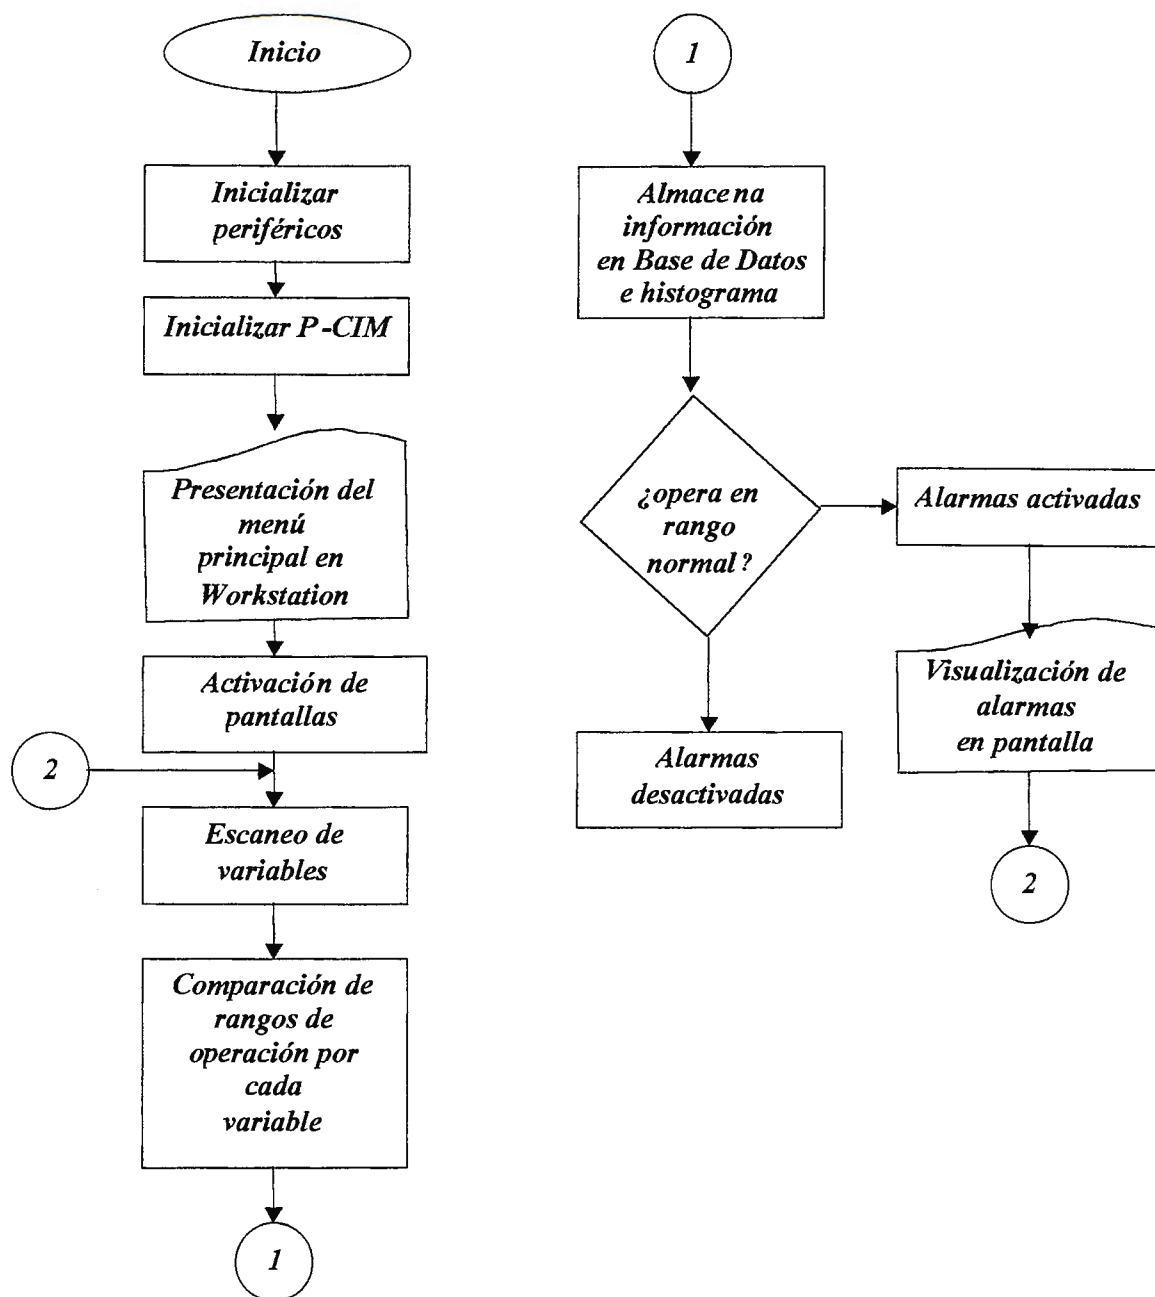 Inicio
Inicializar
periféricos
Inicializar P-CIM
Presentación del
menú
principal en
Workstation
Activación de
pantallas
2
Escaneo de
variables
Comparación de
rangos de
operación por
cada
variable
1
1
Almacena
información
en Base de Datos
e histograma
¿opera en
rango
normal?
Alarmas activadas
Visualización de
alarmas
en pantalla
2
Alarmas
desactivadas